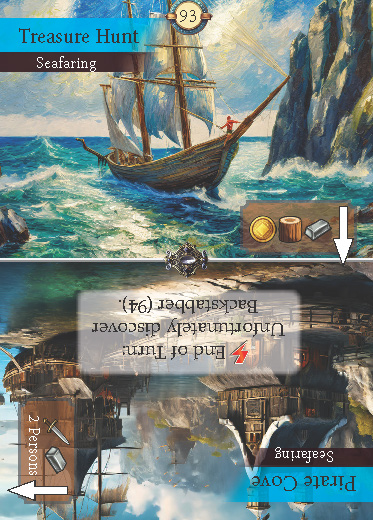 93
Treasure Hunt
Seafaring
Pirate Cove
Seafaring
End of Turn:
Unfortunately discover
Backstabber (94).
2 Persons